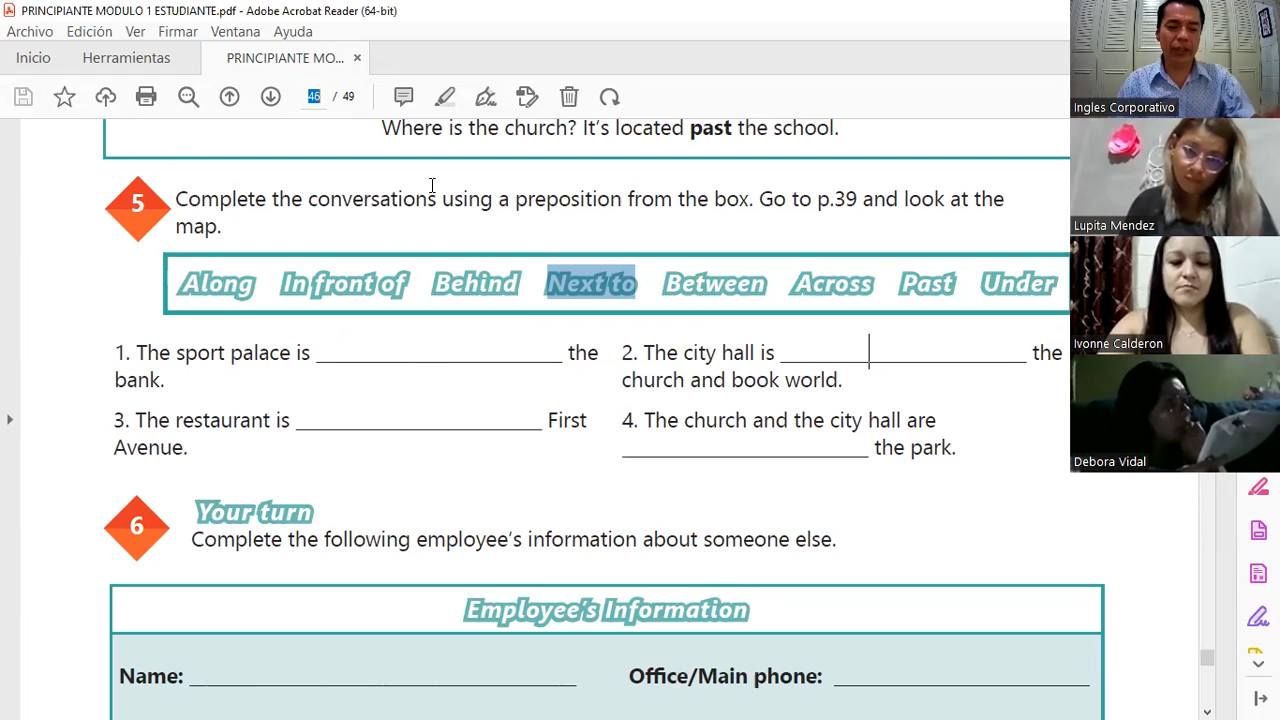 PRINCIPIANTE MODULO 1 ESTUDIANTE.pdf - Adobe Acrobat Reader (64-bit)
Archivo Edición Ver Firmar Ventana Ayuda
Inicio Herramientas PRINCIPIANTE MO... ×
46 / 49
Where is the church? It's located past the school.
5 Complete the conversations using a preposition from the box. Go to p.39 and look at the
map.
Along In front of Behind Next to Between Across Past Under
1. The sport palace is ______________________ the
bank.
2. The city hall is ______________________ the
church and book world.
3. The restaurant is ______________________ First
Avenue.
4. The church and the city hall are
______________________ the park.
6 Your turn
Complete the following employee's information about someone else.
Employee's Information
Name: ___________________________________ Office/Main phone: _______________________
Ingles Corporativo
Lupita Mendez
Ivonne Calderon
Debora Vidal